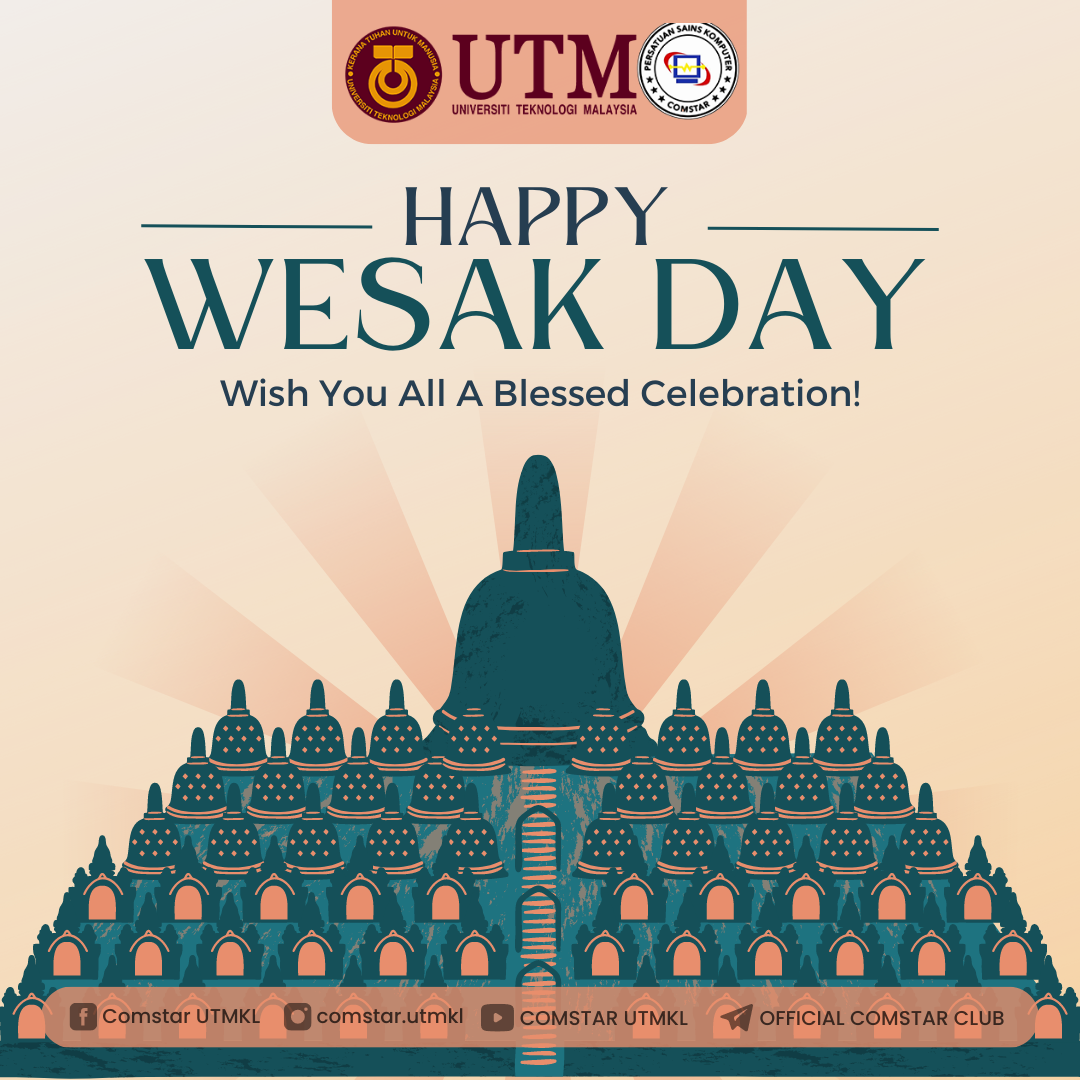 KERANA TUHAN UNTUK MANUSIA
UNIVERSITI TEKNOLOGI MALAYSIA
UTM
UNIVERSITI TEKNOLOGI MALAYSIA
PERSATUAN SAINS KOMPUTER
COMSTAR
HAPPY
WESAK DAY
Wish You All A Blessed Celebration!
Comstar UTMKL comstar.utmkl COMSTAR UTMKL OFFICIAL COMSTAR CLUB